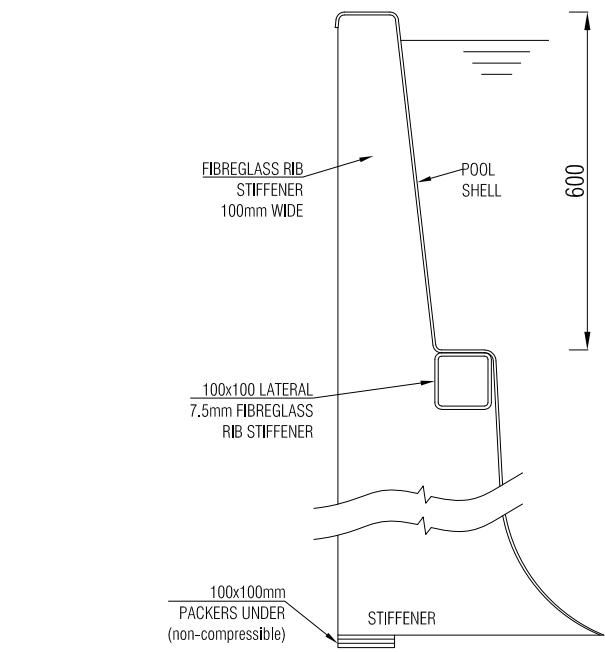 600
FIBREGLASS RIB
STIFFENER
100mm WIDE
POOL
SHELL
100x100 LATERAL
7.5mm FIBREGLASS
RIB STIFFENER
100x100mm
PACKERS UNDER
(non-compressible)
STIFFENER